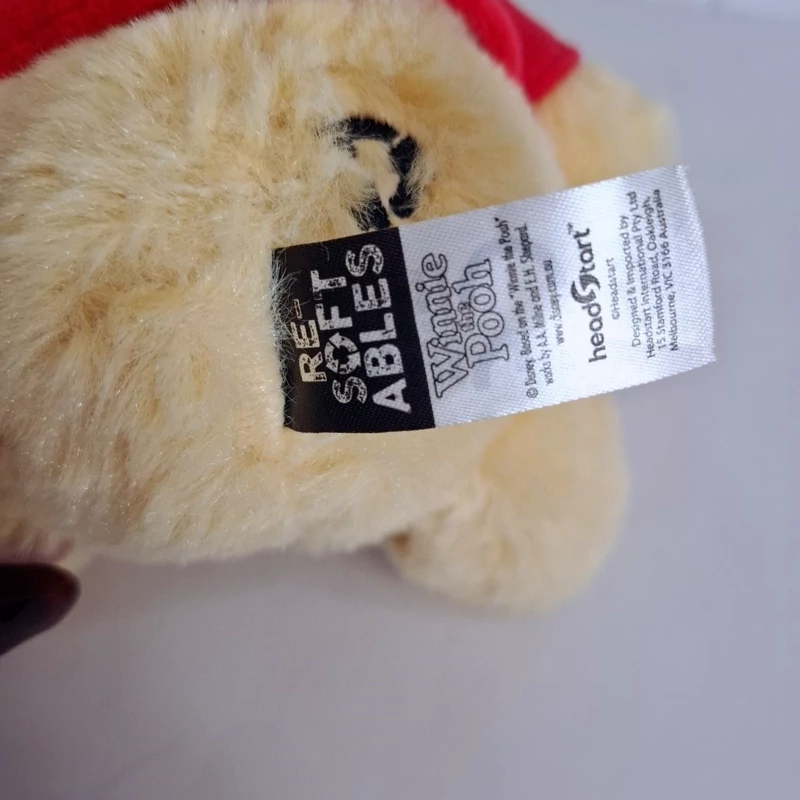 RE-
SOFT
ABLES
Winnie
the
Pooh
© Disney. Based on the "Winnie the Pooh"
works by A.A. Milne and E.H. Shepard.
www.disney.com.au
headstart™
©Headstart
Designed & Imported by
Headstart International Pty Ltd
15 Stamford Road, Oakleigh,
Melbourne, VIC 3166 Australia